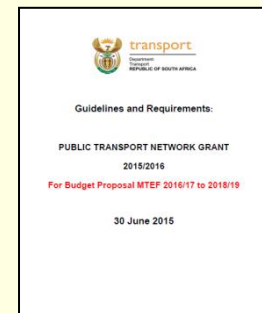 transport
Department:
Transport
REPUBLIC OF SOUTH AFRICA
Guidelines and Requirements:
PUBLIC TRANSPORT NETWORK GRANT
2015/2016
For Budget Proposal MTEF 2016/17 to 2018/19
30 June 2015